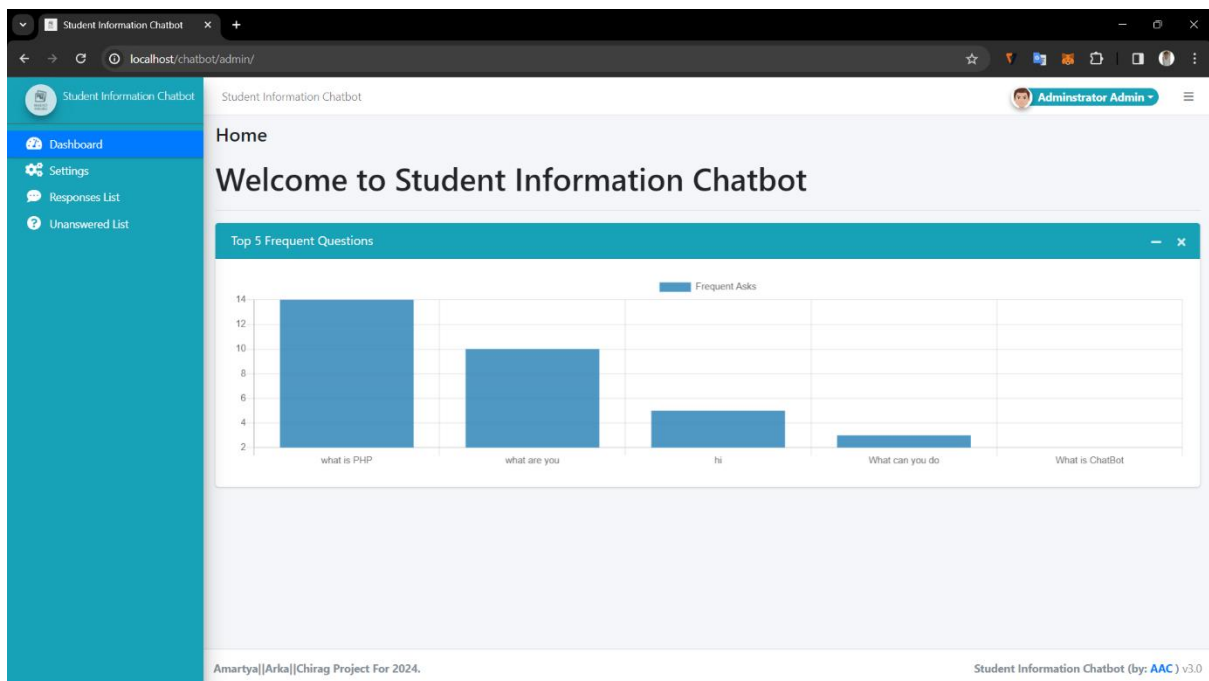 Student Information Chatbot
localhost/chatbot/admin/
Student Information Chatbot
Student Information Chatbot
Adminstrator Admin
Dashboard
Settings
Responses List
Unanswered List
Home
Welcome to Student Information Chatbot
Top 5 Frequent Questions
Frequent Asks
14
12
10
8
6
4
2
what is PHP
what are you
hi
What can you do
What is ChatBot
Amartya||Arka||Chirag Project For 2024.
Student Information Chatbot (by: AAC ) v3.0